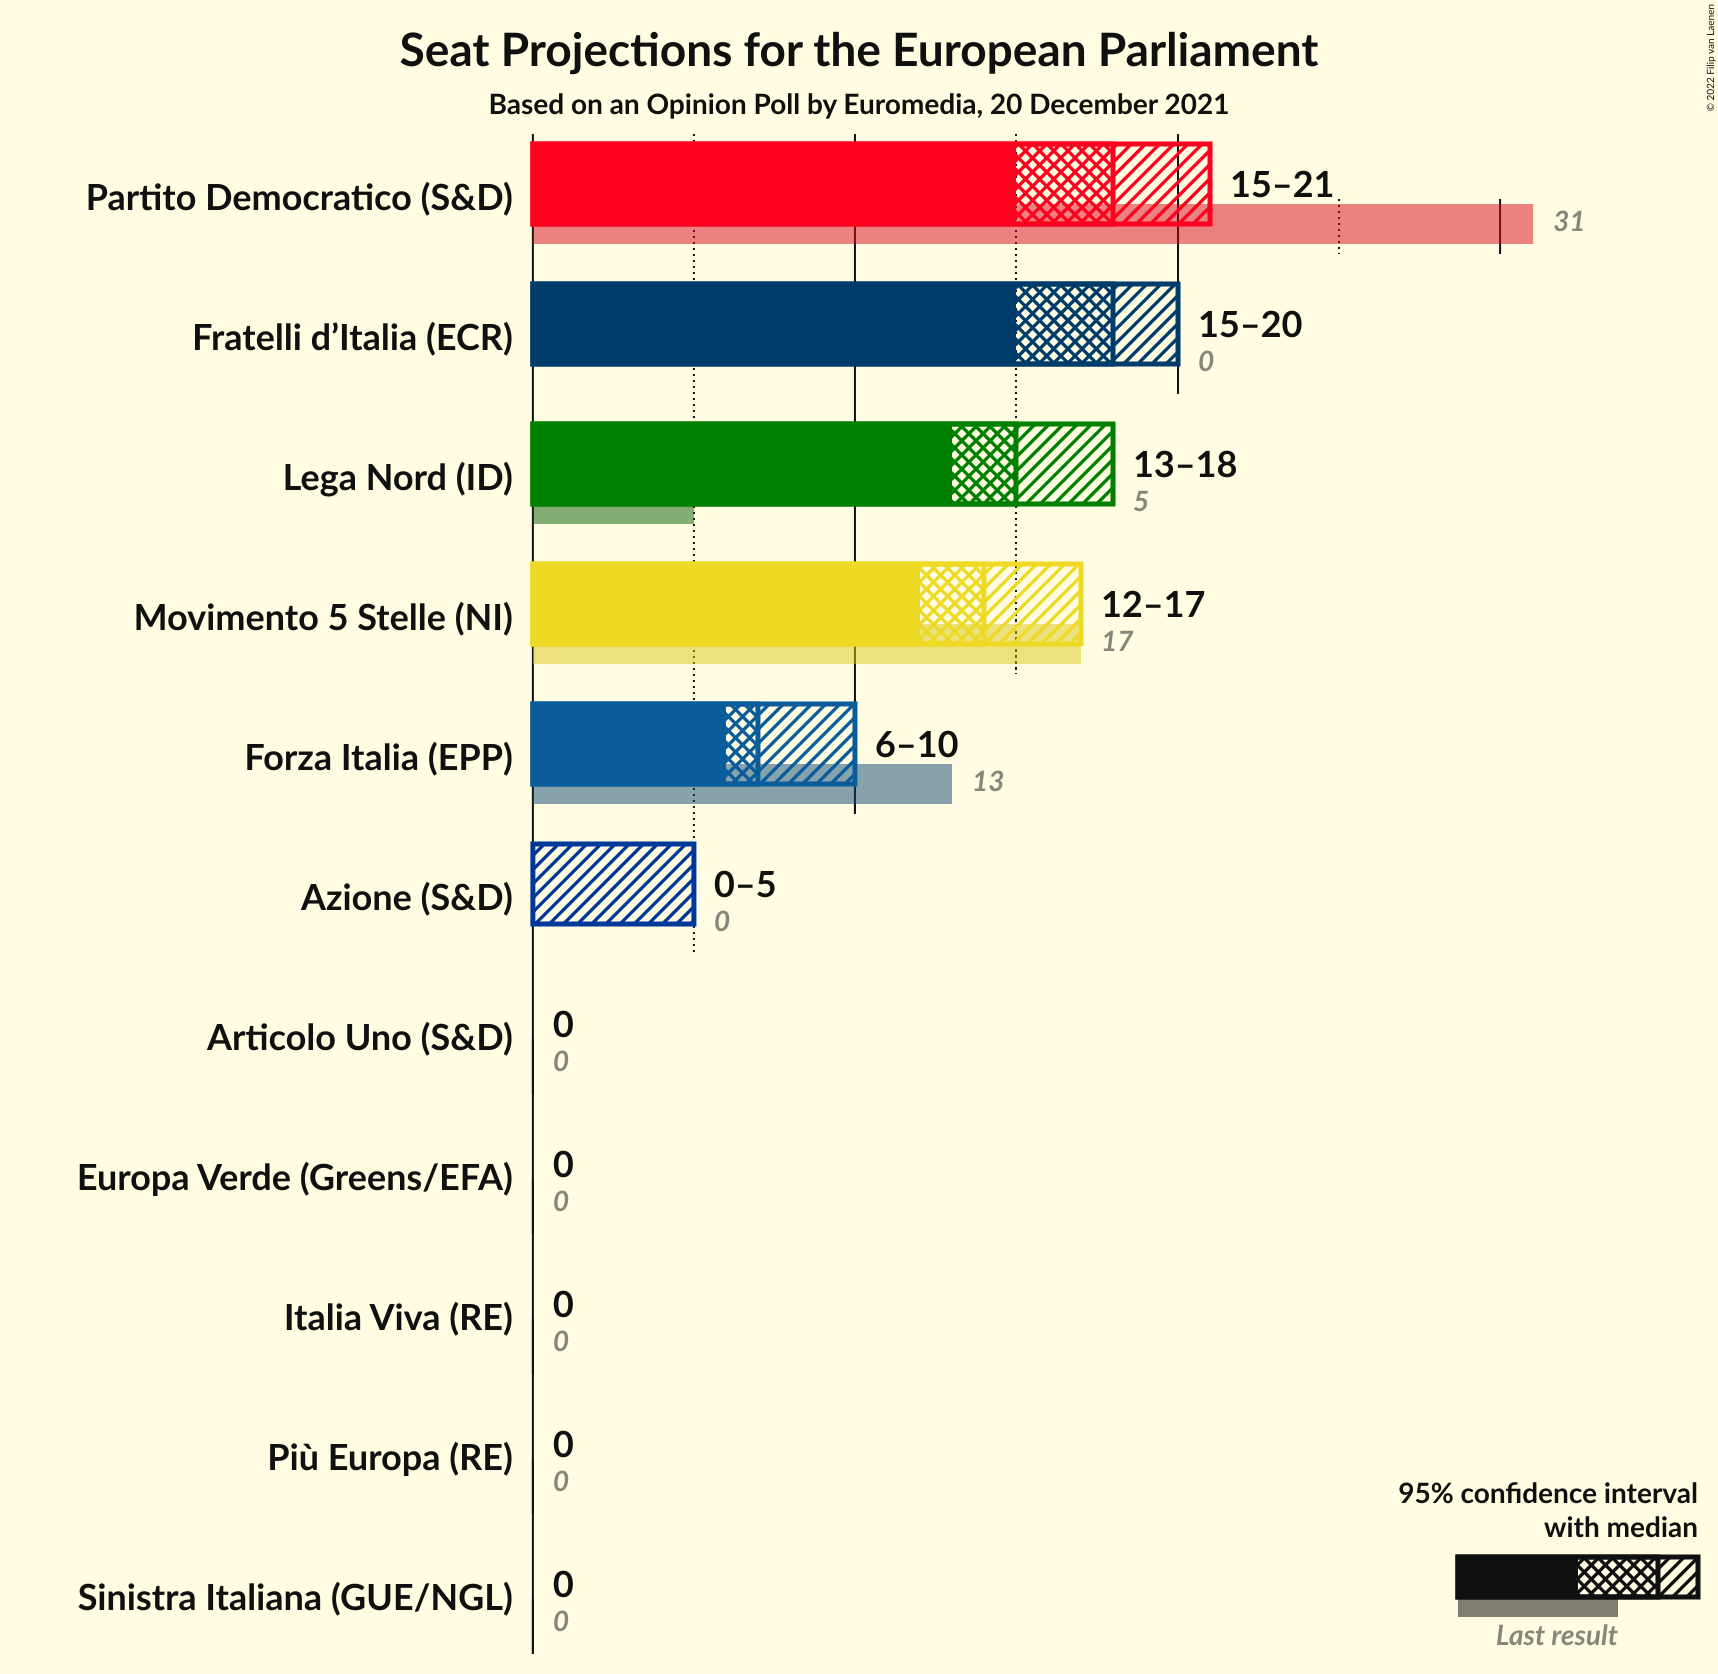 Seat Projections for the European Parliament
Based on an Opinion Poll by Euromedia, 20 December 2021
© 2022 Filip van Laenen
Partito Democratico (S&D)
15–21
31
Fratelli d’Italia (ECR)
15–20
0
Lega Nord (ID)
13–18
5
Movimento 5 Stelle (NI)
12–17
17
Forza Italia (EPP)
6–10
13
Azione (S&D)
0–5
0
Articolo Uno (S&D)
0
0
Europa Verde (Greens/EFA)
0
0
Italia Viva (RE)
0
0
Più Europa (RE)
0
0
Sinistra Italiana (GUE/NGL)
0
0
95% confidence interval
with median
Last result